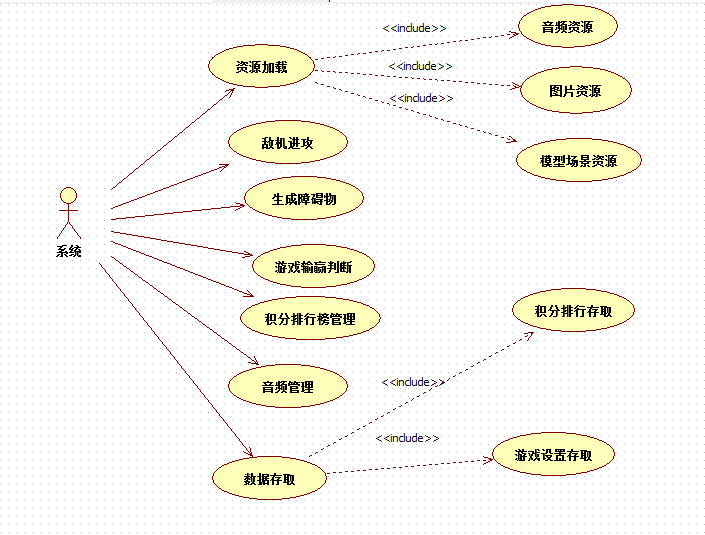 <<include>>
音频资源
资源加载
<<include>>
图片资源
<<include>>
敌机进攻
模型场景资源
生成障碍物
系统
游戏输赢判断
积分排行榜管理
积分排行存取
音频管理
<<include>>
<<include>>
数据存取
游戏设置存取